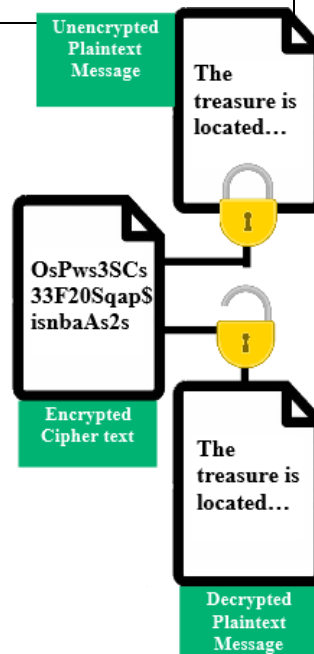 Unencrypted
Plaintext
Message
The
treasure is
located...
OsPws3SCs
33F20Sqap$
isnbaAs2s
Encrypted
Cipher text
The
treasure is
located...
Decrypted
Plaintext
Message